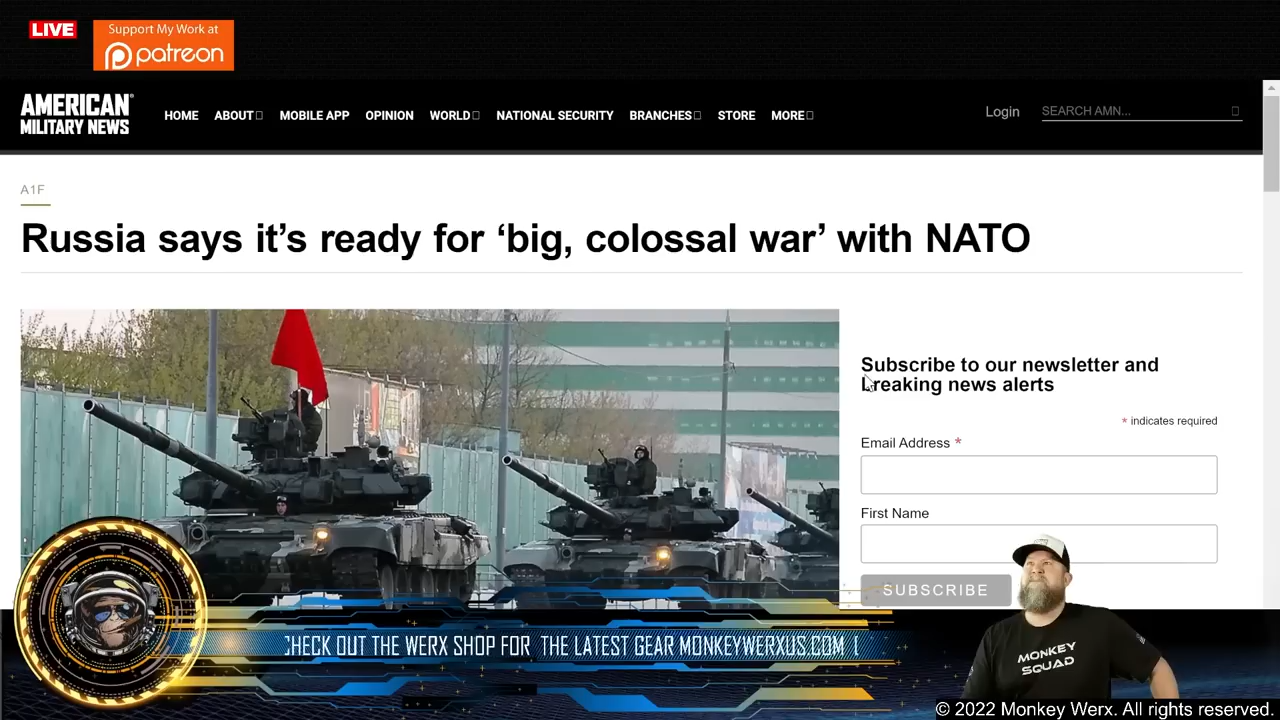 LIVE
Support My Work at
patreon
AMERICAN
MILITARY NEWS
HOME ABOUT MOBILE APP OPINION WORLD NATIONAL SECURITY BRANCHES STORE MORE
Login
SEARCH AMN...
A1F
Russia says it’s ready for ‘big, colossal war’ with NATO
Subscribe to our newsletter and
breaking news alerts
* indicates required
Email Address *
First Name
SUBSCRIBE
CHECK OUT THE WERX SHOP FOR THE LATEST GEAR MONKEYWERXUS.COM
MONKEY
SQUAD
© 2022 Monkey Werx. All rights reserved.